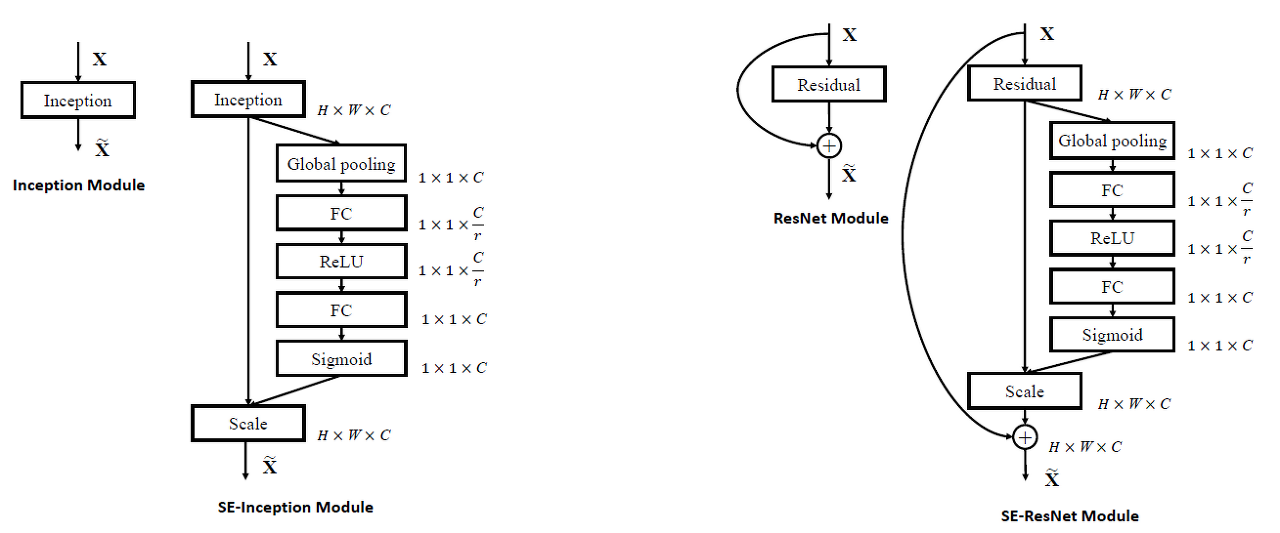 X
Inception
X̃
Inception Module
X
Inception
H × W × C
Global pooling
1 × 1 × C
FC
1 × 1 × C/r
ReLU
1 × 1 × C/r
FC
1 × 1 × C
Sigmoid
1 × 1 × C
Scale
H × W × C
X̃
SE-Inception Module
X
Residual
+
X̃
ResNet Module
X
Residual
H × W × C
Global pooling
1 × 1 × C
FC
1 × 1 × C/r
ReLU
1 × 1 × C/r
FC
1 × 1 × C
Sigmoid
1 × 1 × C
Scale
H × W × C
+
H × W × C
X̃
SE-ResNet Module